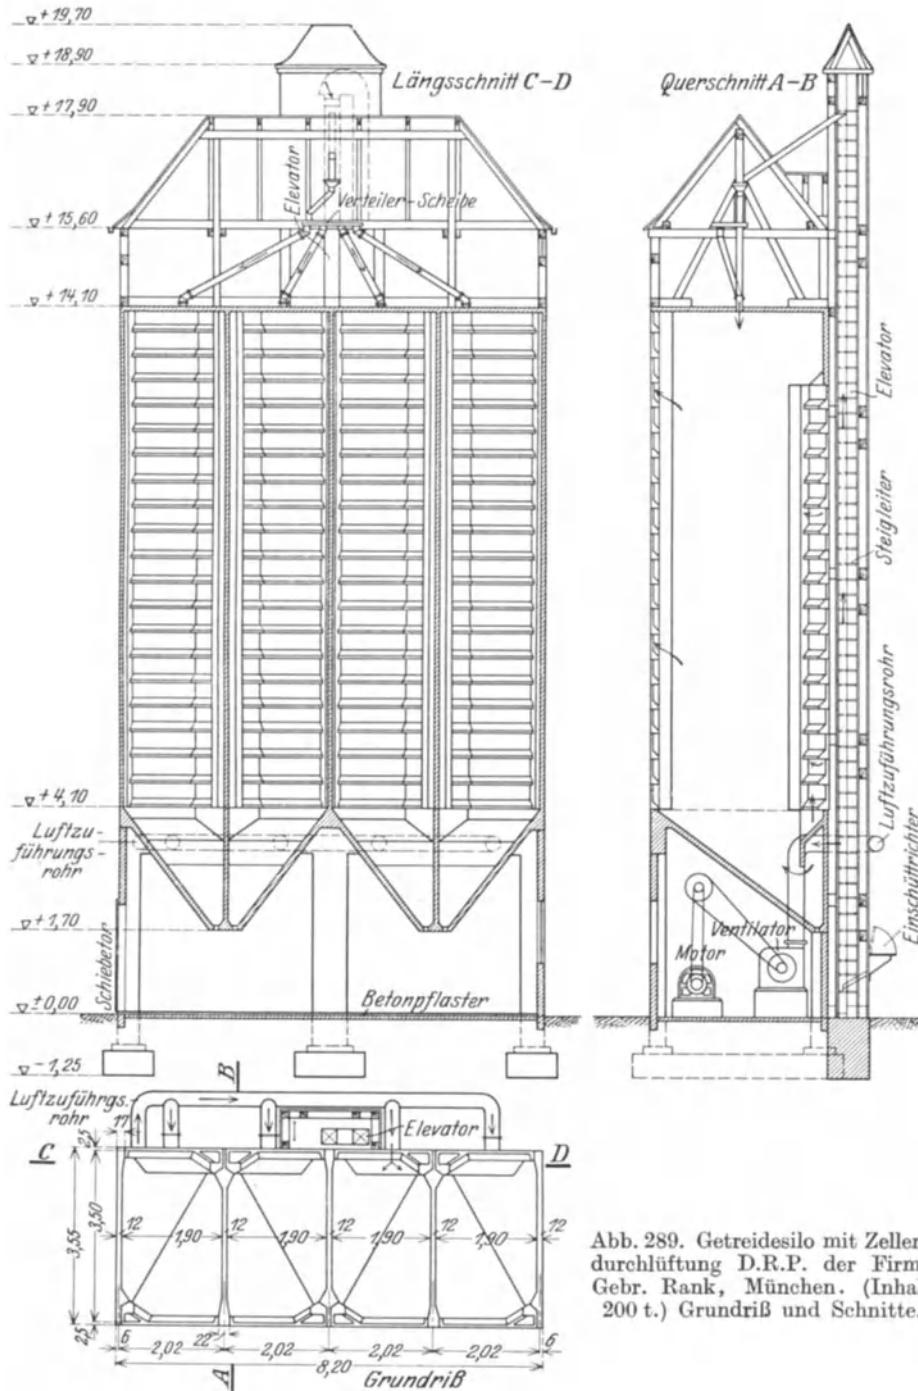 +19,70
+18,90
+17,90
+15,60
+14,10
+4,10
+1,70
±0,00
-1,25
Längsschnitt C-D
Elevator
Verteiler-Scheibe
Luftzu-
führungs-
rohr
Schiebetor
Betonpflaster
Querschnitt A-B
Elevator
Steigleiter
Luftzuführungsrohr
Einschüttrichter
Ventilator
Motor
B
Luftzuführgs.
rohr
17
25
Elevator
C
D
3,55
3,50
12
1,90
12
1,90
12
1,90
12
1,90
12
25
6
22
6
2,02
2,02
2,02
2,02
8,20
A
Grundriß
Abb. 289. Getreidesilo mit Zellen
durchlüftung D.R.P. der Firm
Gebr. Rank, München. (Inhal
200 t.) Grundriß und Schnitte.